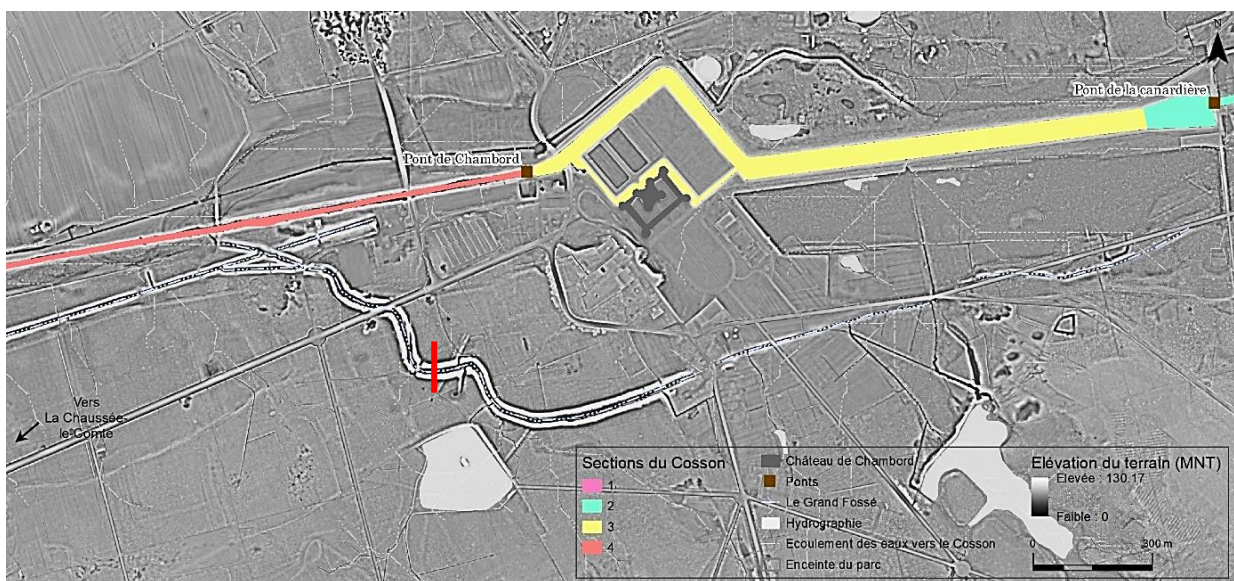 N
Pont de la canardière
Pont de Chambord
Vers
La Chaussée-
le-Comte
Sections du Cosson
1
2
3
4
Château de Chambord
Ponts
Le Grand Fossé
Hydrographie
Ecoulement des eaux vers le Cosson
Enceinte du parc
Elévation du terrain (MNT)
Elevée : 130.17
Faible : 0
0 300 m